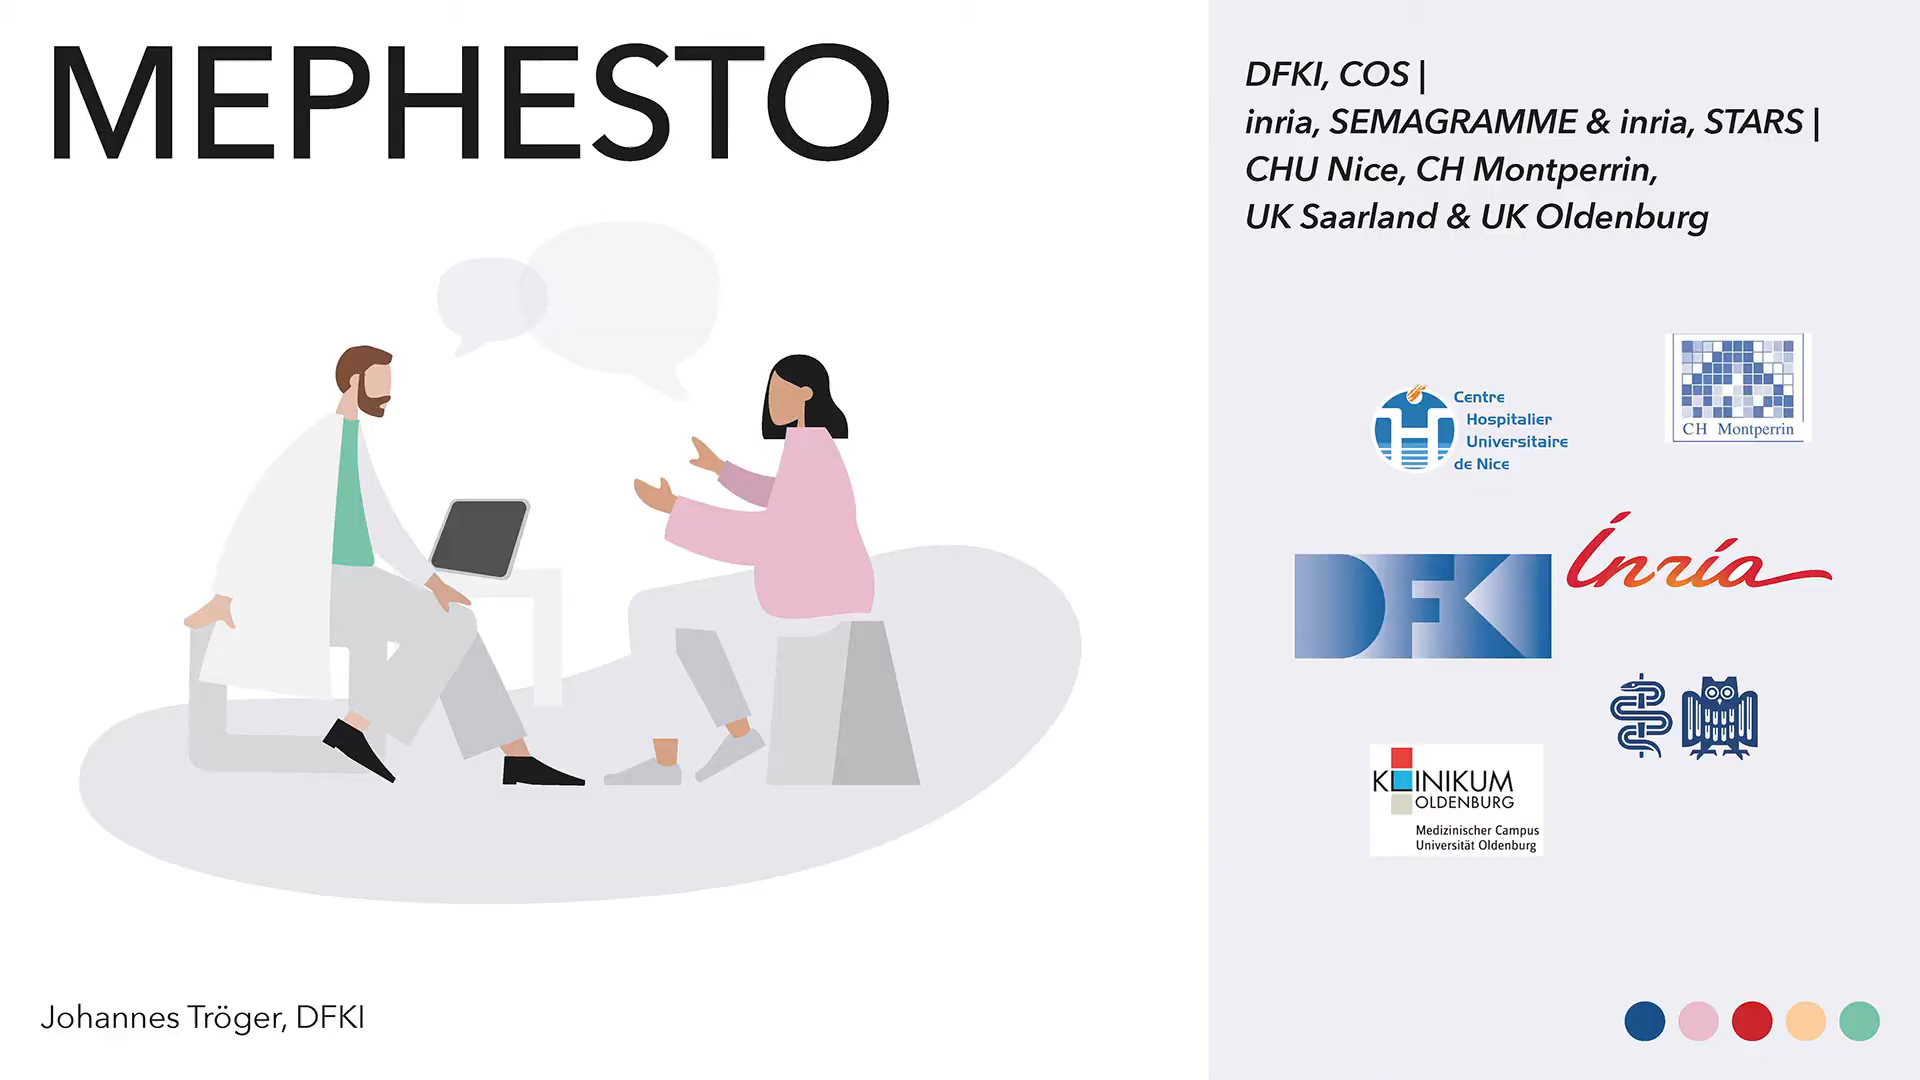 MEPHESTO
DFKI, COS |
inria, SEMAGRAMME & inria, STARS |
CHU Nice, CH Montperrin,
UK Saarland & UK Oldenburg
CH Montperrin
Centre
Hospitalier
Universitaire
de Nice
Inria
DFKI
KLINIKUM
OLDENBURG
Medizinischer Campus
Universität Oldenburg
Johannes Tröger, DFKI